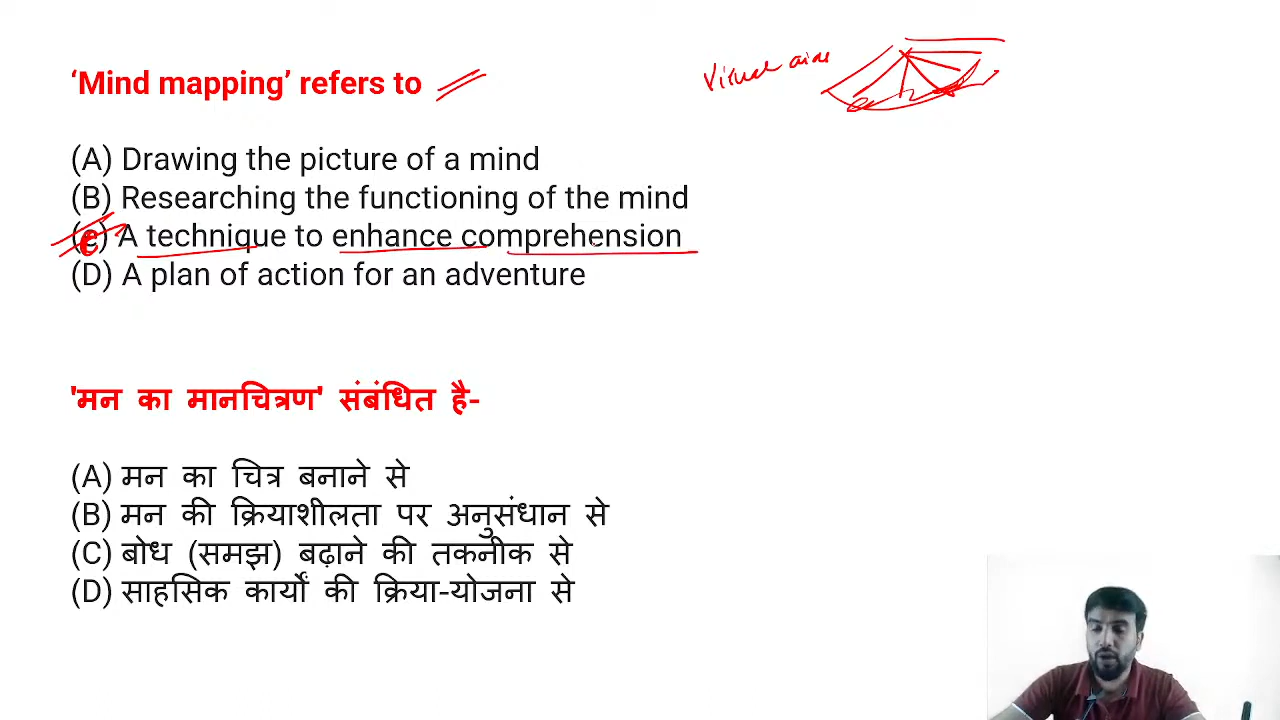 ‘Mind mapping’ refers to
Visual aids
(A) Drawing the picture of a mind
(B) Researching the functioning of the mind
(C) A technique to enhance comprehension
(D) A plan of action for an adventure
'मन का मानचित्रण' संबंधित है-
(A) मन का चित्र बनाने से
(B) मन की क्रियाशीलता पर अनुसंधान से
(C) बोध (समझ) बढ़ाने की तकनीक से
(D) साहसिक कार्यों की क्रिया-योजना से